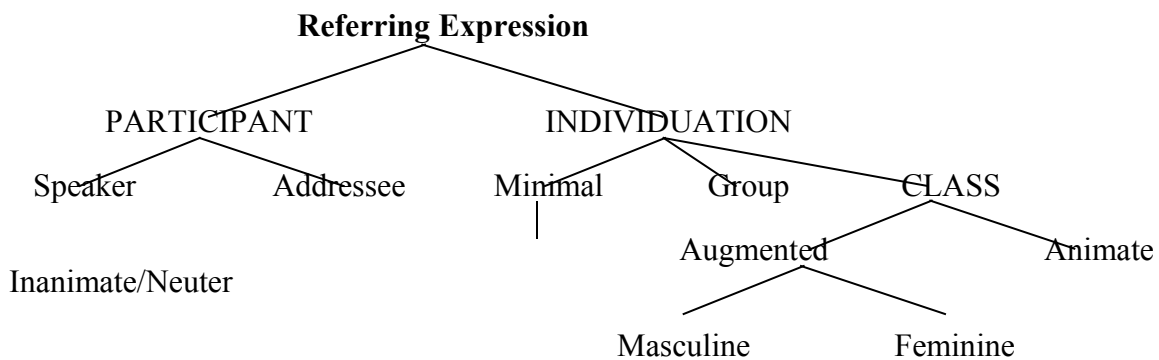 Referring Expression
PARTICIPANT INDIVIDUATION
Speaker Addressee Minimal Group CLASS
Augmented Animate
Inanimate/Neuter
Masculine Feminine